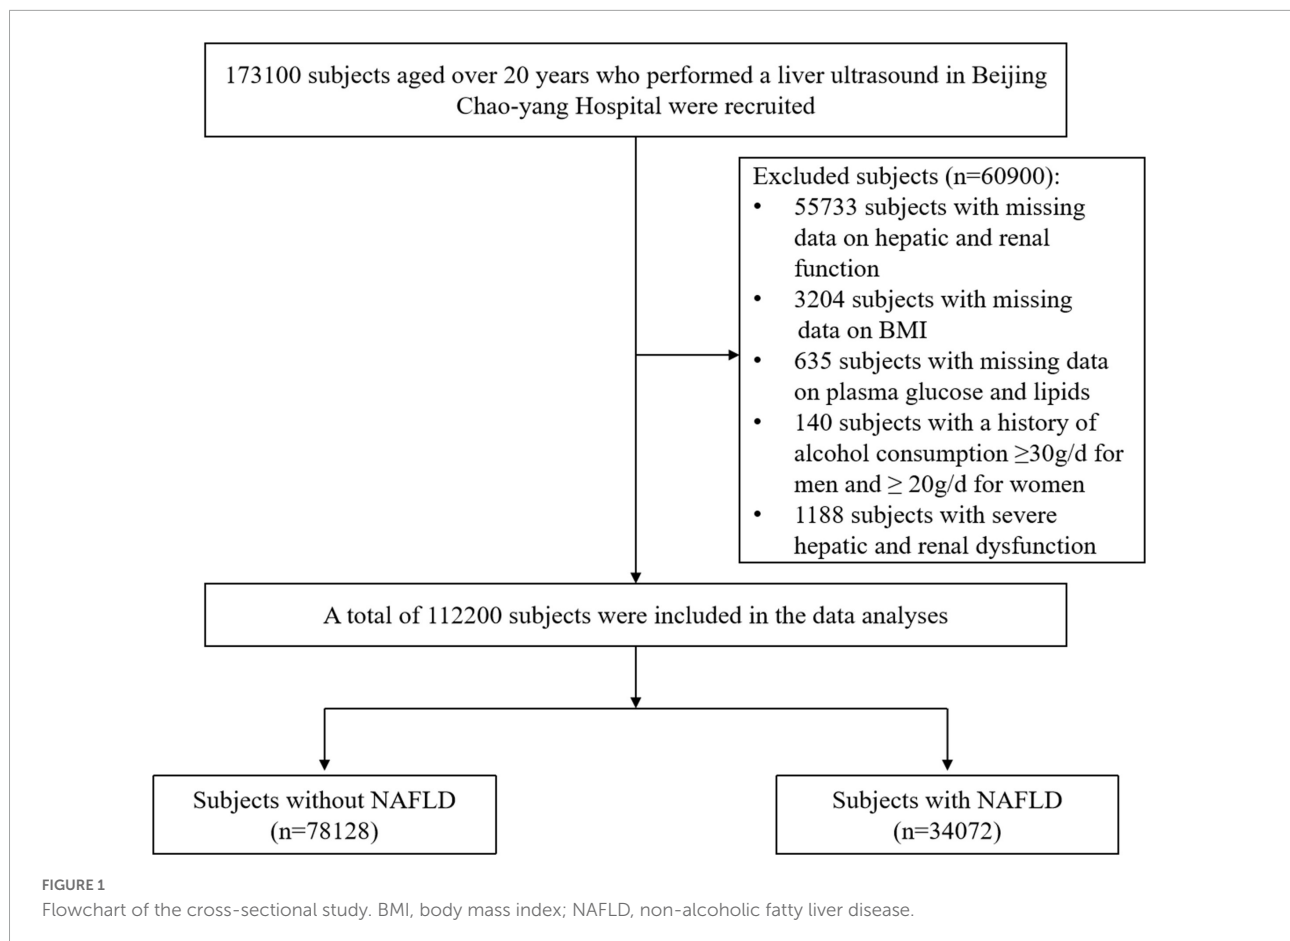 173100 subjects aged over 20 years who performed a liver ultrasound in Beijing
Chao-yang Hospital were recruited
Excluded subjects (n=60900):
• 55733 subjects with missing
data on hepatic and renal
function
• 3204 subjects with missing
data on BMI
• 635 subjects with missing data
on plasma glucose and lipids
• 140 subjects with a history of
alcohol consumption ≥30g/d for
men and ≥ 20g/d for women
• 1188 subjects with severe
hepatic and renal dysfunction
A total of 112200 subjects were included in the data analyses
Subjects without NAFLD
(n=78128)
Subjects with NAFLD
(n=34072)
FIGURE 1
Flowchart of the cross-sectional study. BMI, body mass index; NAFLD, non-alcoholic fatty liver disease.